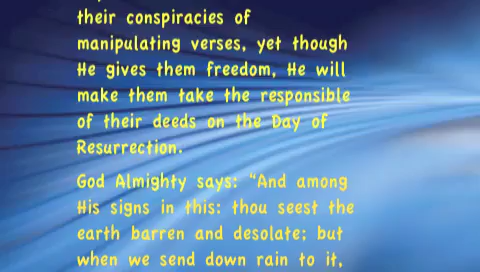 their conspiracies of
manipulating verses, yet though
He gives them freedom, He will
make them take the responsible
of their deeds on the Day of
Resurrection.
God Almighty says: "And among
His signs in this: thou seest the
earth barren and desolate; but
when we send down rain to it,